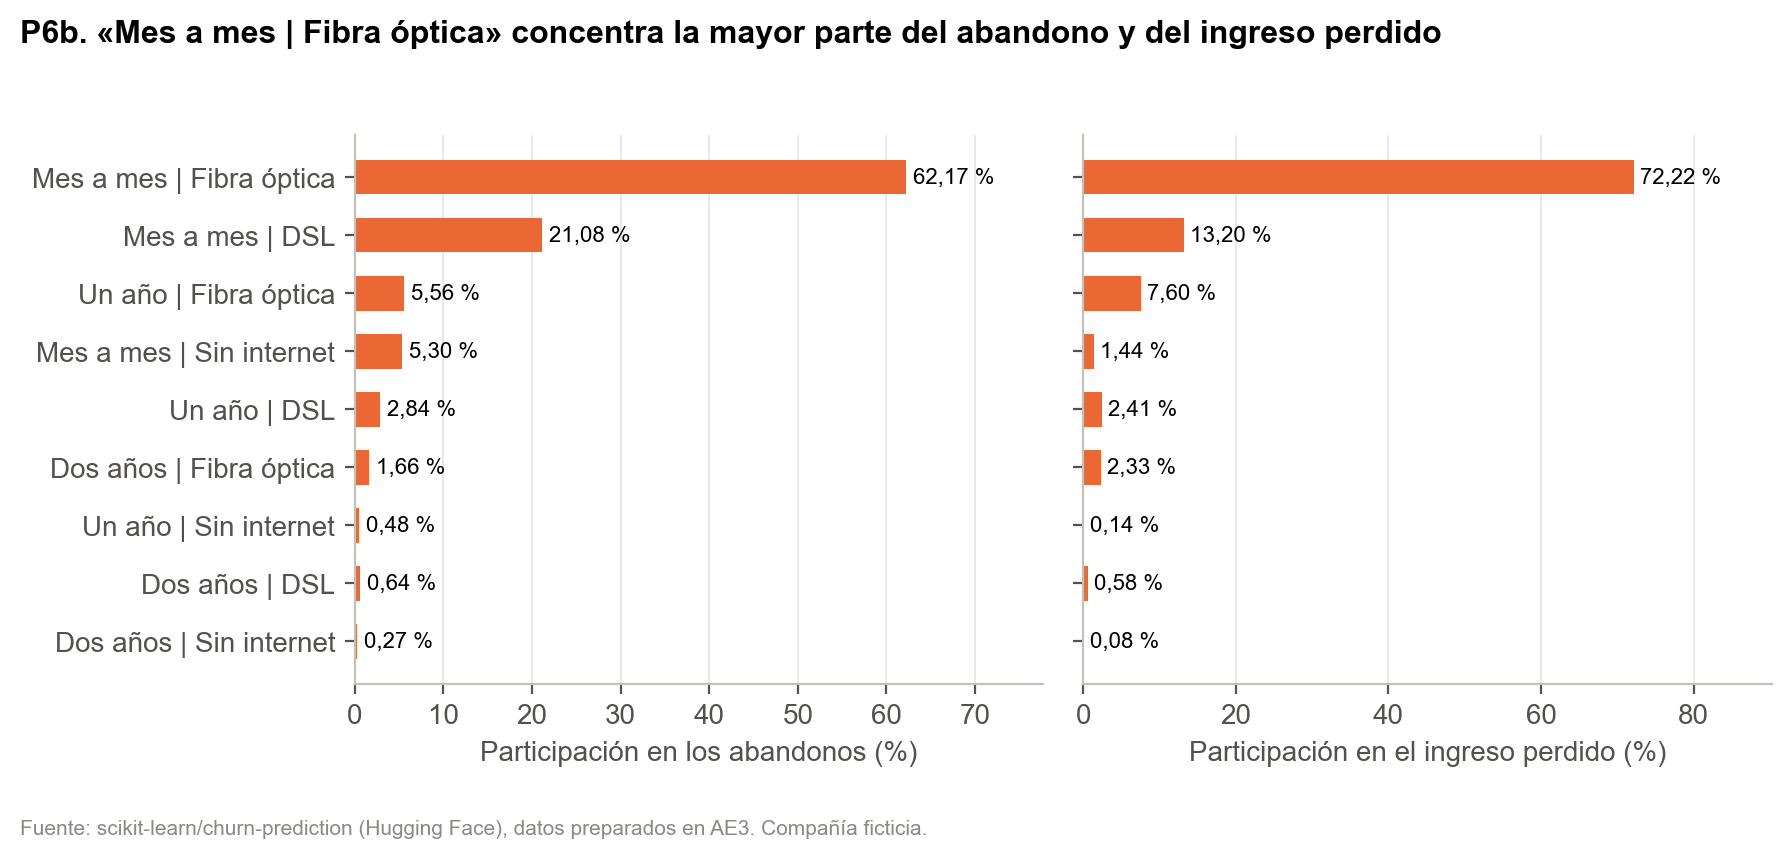 P6b. «Mes a mes | Fibra óptica» concentra la mayor parte del abandono y del ingreso perdido
Mes a mes | Fibra óptica 62,17 % 72,22 %
Mes a mes | DSL 21,08 % 13,20 %
Un año | Fibra óptica 5,56 % 7,60 %
Mes a mes | Sin internet 5,30 % 1,44 %
Un año | DSL 2,84 % 2,41 %
Dos años | Fibra óptica 1,66 % 2,33 %
Un año | Sin internet 0,48 % 0,14 %
Dos años | DSL 0,64 % 0,58 %
Dos años | Sin internet 0,27 % 0,08 %
0 10 20 30 40 50 60 70 0 20 40 60 80
Participación en los abandonos (%) Participación en el ingreso perdido (%)
Fuente: scikit-learn/churn-prediction (Hugging Face), datos preparados en AE3. Compañía ficticia.